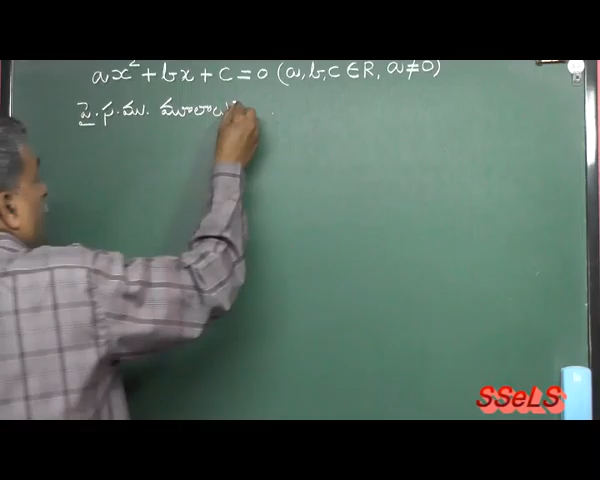 ax² + bx + c = 0 (a, b, c ∈ R, a ≠ 0)
పై. స. ము. మూలాలు
SSeLS